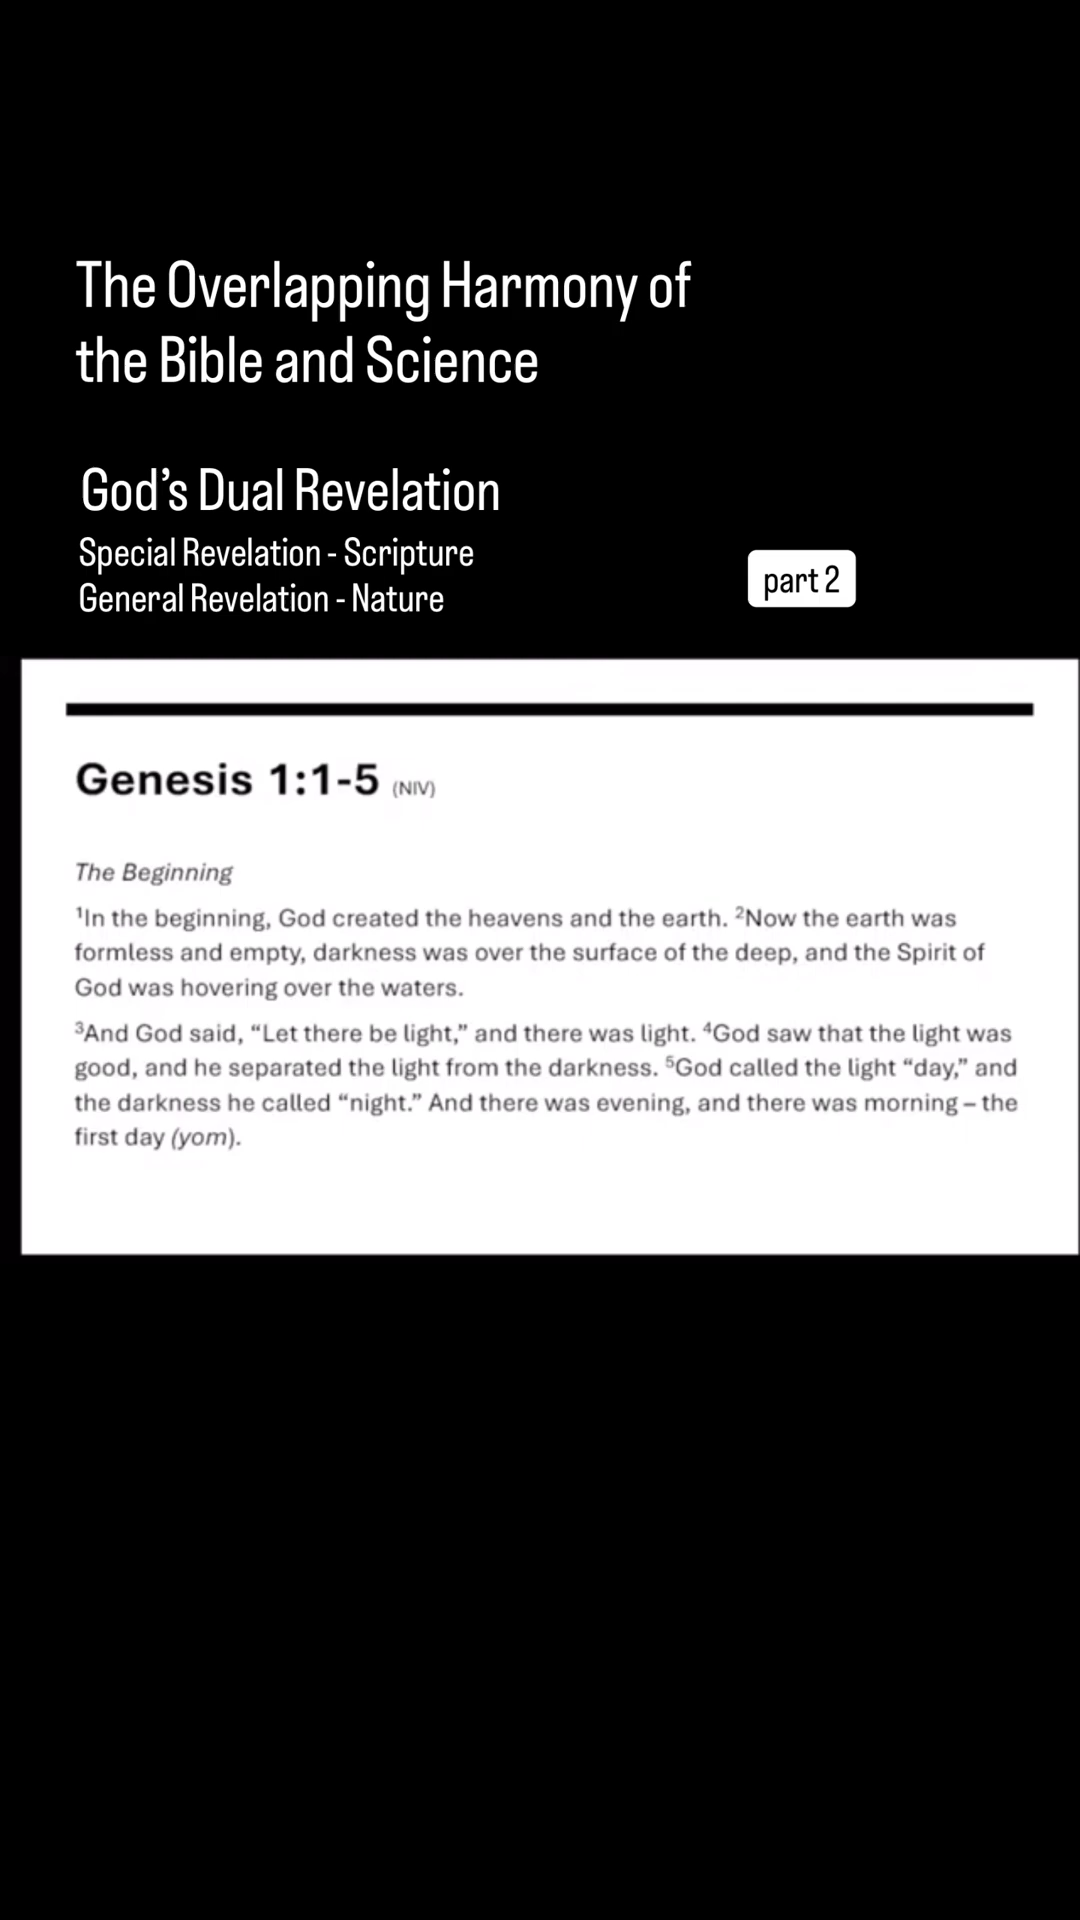 The Overlapping Harmony of
the Bible and Science
God’s Dual Revelation
Special Revelation - Scripture
General Revelation - Nature
part 2
Genesis 1:1-5 (NIV)
The Beginning
¹In the beginning, God created the heavens and the earth. ²Now the earth was
formless and empty, darkness was over the surface of the deep, and the Spirit of
God was hovering over the waters.
³And God said, “Let there be light,” and there was light. ⁴God saw that the light was
good, and he separated the light from the darkness. ⁵God called the light “day,” and
the darkness he called “night.” And there was evening, and there was morning – the
first day (yom).